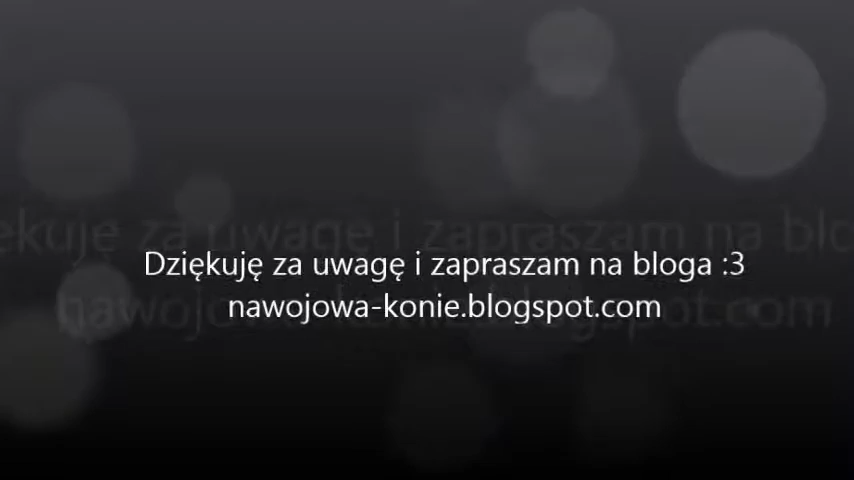 Dziękuję za uwagę i zapraszam na bloga :3
nawojowa-konie.blogspot.com